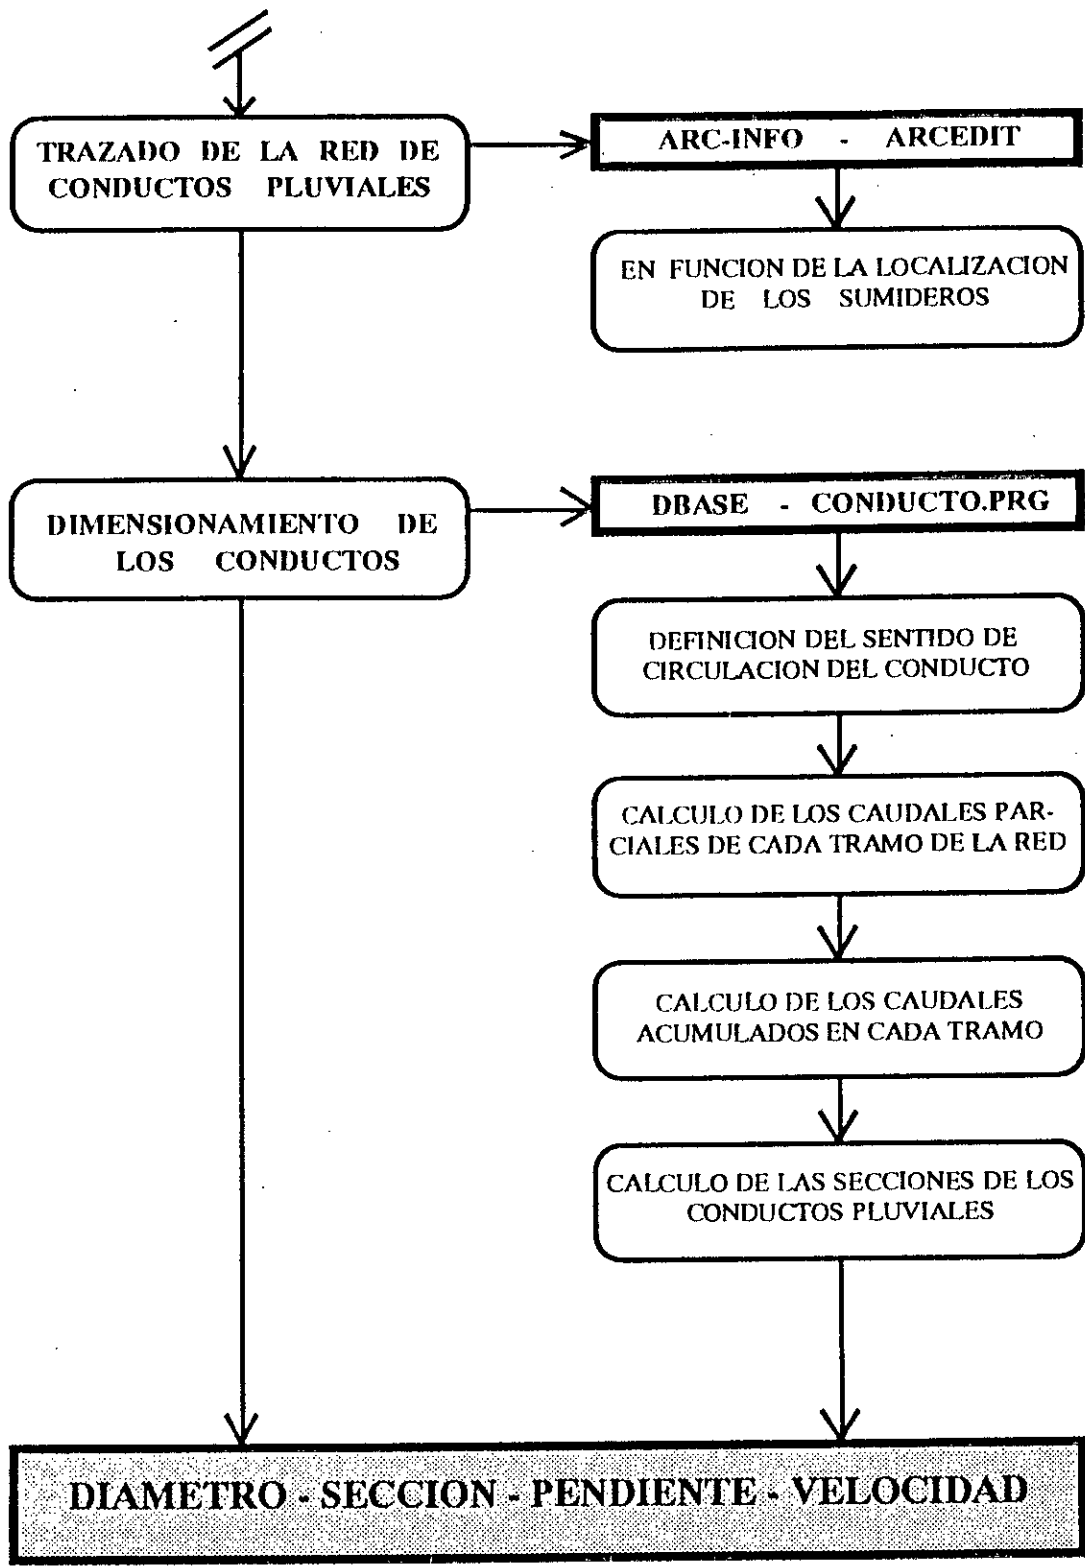 TRAZADO DE LA RED DE
CONDUCTOS PLUVIALES
ARC-INFO - ARCEDIT
EN FUNCION DE LA LOCALIZACION
DE LOS SUMIDEROS
DIMENSIONAMIENTO DE
LOS CONDUCTOS
DBASE - CONDUCTO.PRG
DEFINICION DEL SENTIDO DE
CIRCULACION DEL CONDUCTO
CALCULO DE LOS CAUDALES PAR-
CIALES DE CADA TRAMO DE LA RED
CALCULO DE LOS CAUDALES
ACUMULADOS EN CADA TRAMO
CALCULO DE LAS SECCIONES DE LOS
CONDUCTOS PLUVIALES
DIAMETRO - SECCION - PENDIENTE - VELOCIDAD